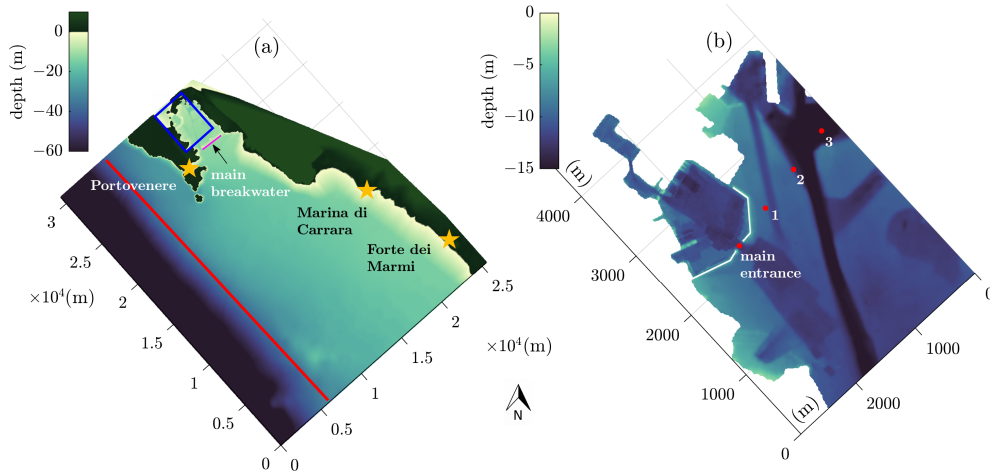 (a)
depth (m)
0
−20
−40
−60
Portovenere
main
breakwater
Marina di
Carrara
Forte dei
Marmi
3
2.5
2
1.5
1
0.5
0
×10⁴(m)
0
0.5
1
1.5
2
2.5
×10⁴(m)
N
(b)
depth (m)
0
−5
−10
−15
(m)
4000
3000
2000
1000
0
(m)
2000
1000
0
3
2
1
main
entrance